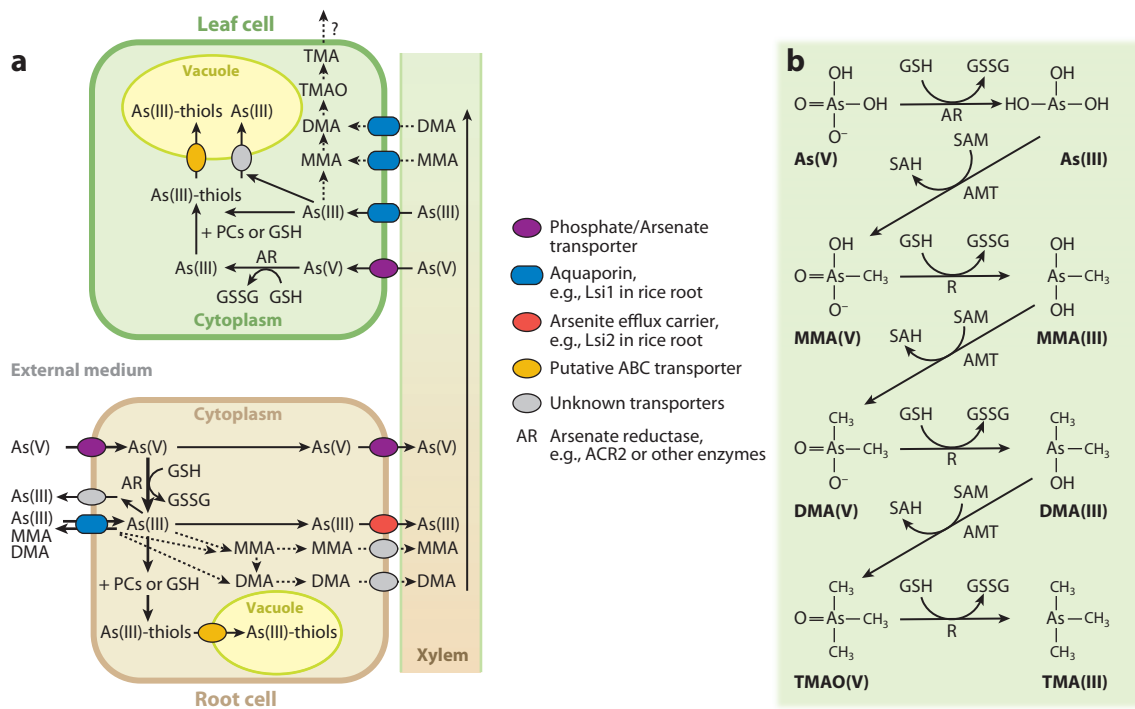 a
Leaf cell
?
TMA
Vacuole
TMAO
As(III)-thiols As(III)
DMA
DMA
MMA
MMA
As(III)-thiols
As(III)
As(III)
+ PCs or GSH
AR
As(III)
As(V)
As(V)
GSSG GSH
Cytoplasm
External medium
Cytoplasm
As(V)
As(V)
As(V)
As(V)
GSH
AR
GSSG
As(III)
As(III)
As(III)
As(III)
As(III)
MMA
MMA
MMA
MMA
DMA
DMA
DMA
DMA
+ PCs or GSH
Vacuole
As(III)-thiols
As(III)-thiols
Xylem
Root cell
Phosphate/Arsenate
transporter
Aquaporin,
e.g., Lsi1 in rice root
Arsenite efflux carrier,
e.g., Lsi2 in rice root
Putative ABC transporter
Unknown transporters
AR Arsenate reductase,
e.g., ACR2 or other enzymes
b
OH
O=As-OH
O⁻
As(V)
GSH
GSSG
AR
OH
HO-As-OH
As(III)
SAM
SAH
AMT
OH
O=As-CH₃
O⁻
MMA(V)
GSH
GSSG
R
OH
As-CH₃
OH
MMA(III)
SAM
SAH
AMT
CH₃
O=As-CH₃
O⁻
DMA(V)
GSH
GSSG
R
CH₃
As-CH₃
OH
DMA(III)
SAM
SAH
AMT
CH₃
O=As-CH₃
CH₃
TMAO(V)
GSH
GSSG
R
CH₃
As-CH₃
CH₃
TMA(III)